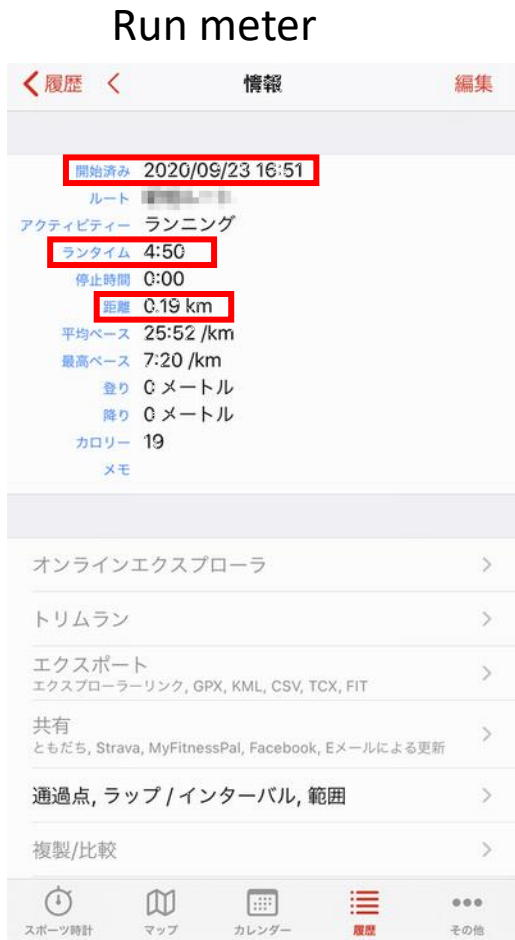 Run meter
履歴 情報 編集
開始済み 2020/09/23 16:51
ルート
アクティビティー ランニング
ランタイム 4:50
停止時間 0:00
距離 0.19 km
平均ペース 25:52 /km
最高ペース 7:20 /km
登り 0 メートル
降り 0 メートル
カロリー 19
メモ
オンラインエクスプローラ
トリムラン
エクスポート
エクスプローラーリンク, GPX, KML, CSV, TCX, FIT
共有
ともだち, Strava, MyFitnessPal, Facebook, Eメールによる更新
通過点, ラップ / インターバル, 範囲
複製/比較
スポーツ時計 マップ カレンダー 履歴 その他